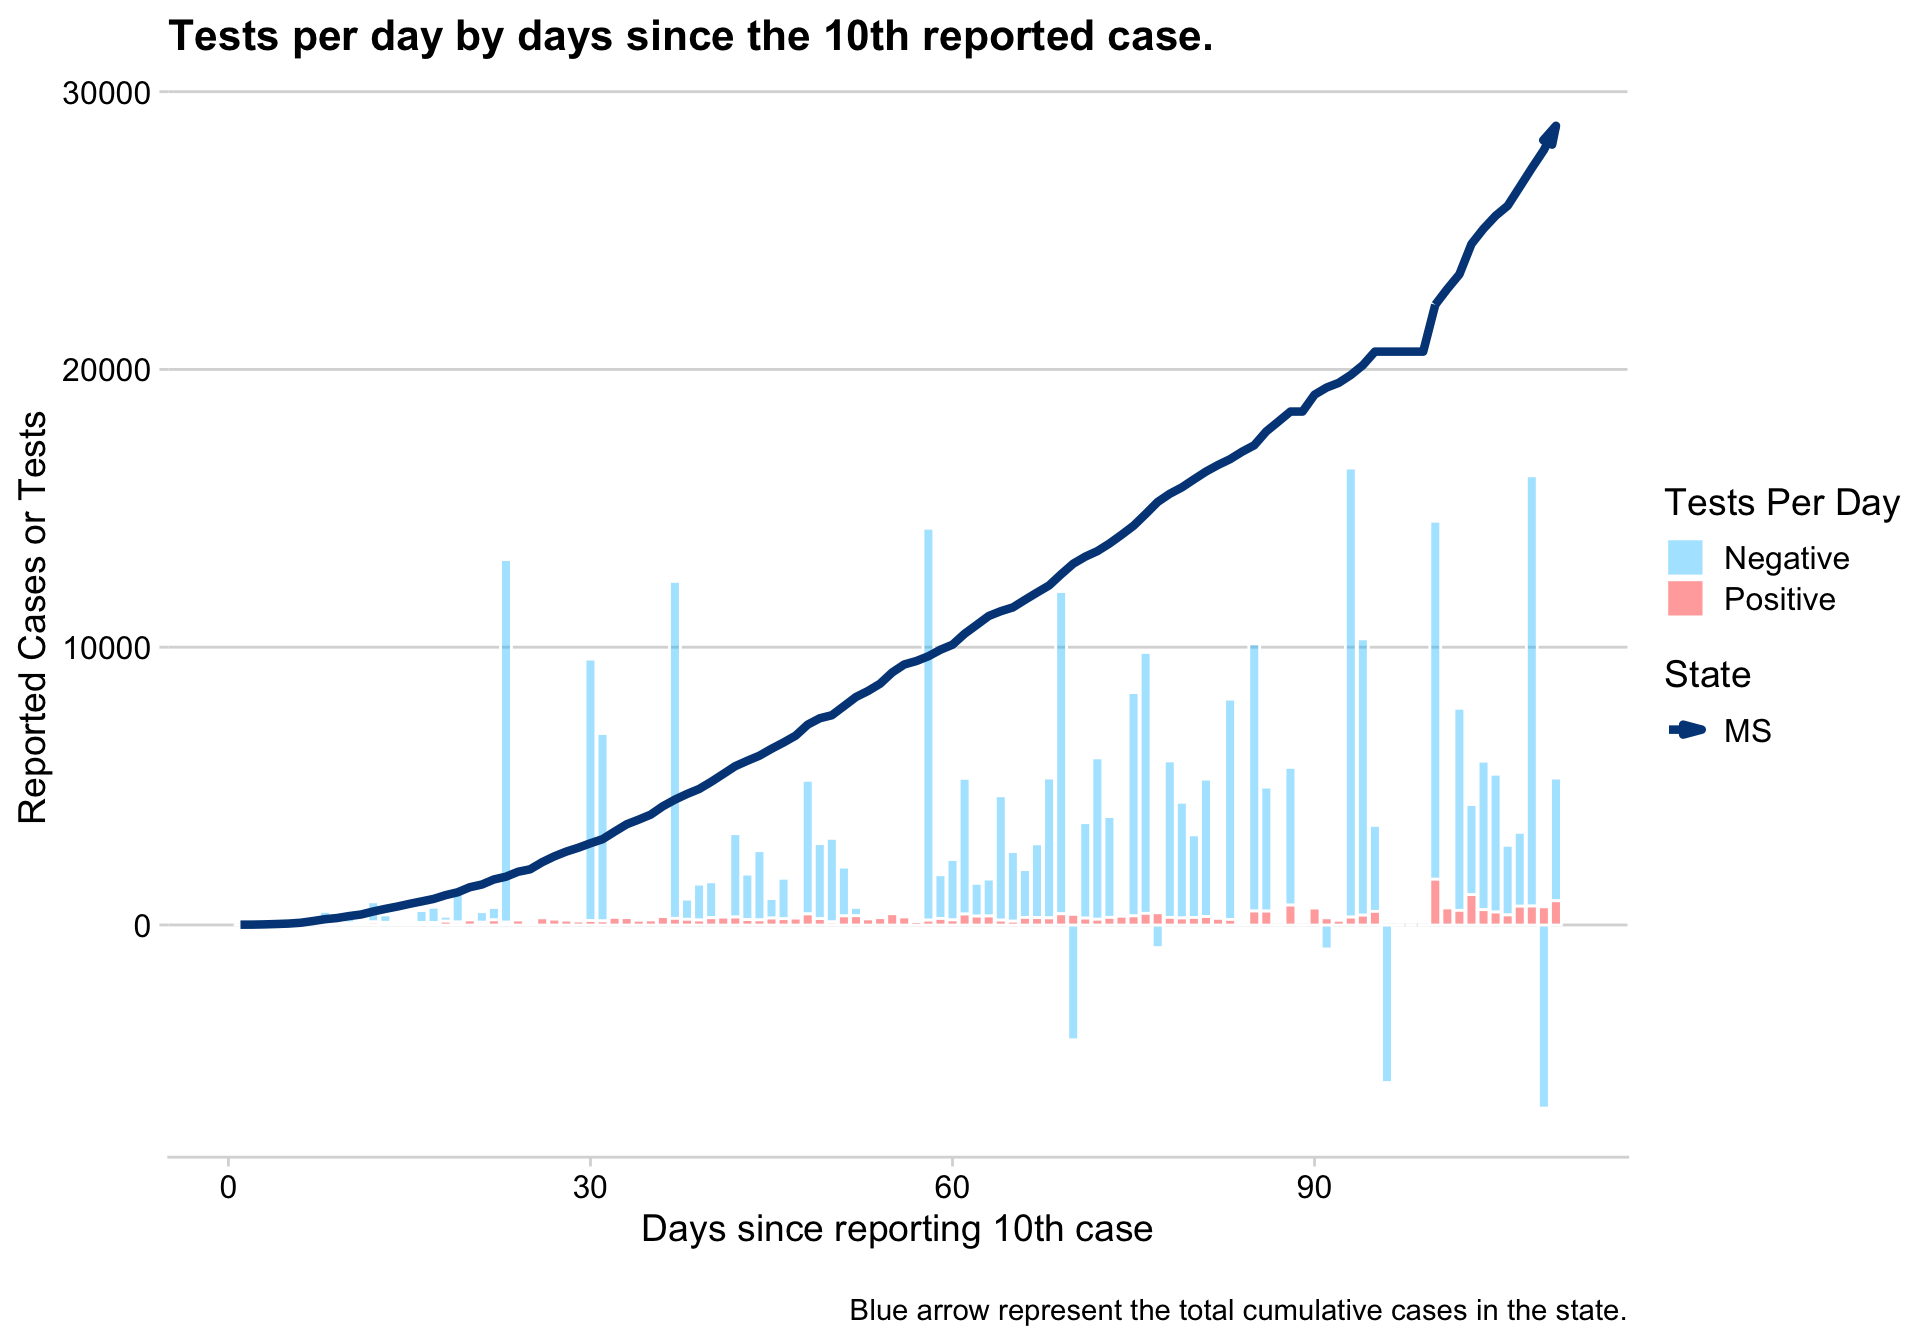 Tests per day by days since the 10th reported case.
30000
20000
10000
0
Reported Cases or Tests
0 30 60 90
Days since reporting 10th case
Tests Per Day
Negative
Positive
State
MS
Blue arrow represent the total cumulative cases in the state.